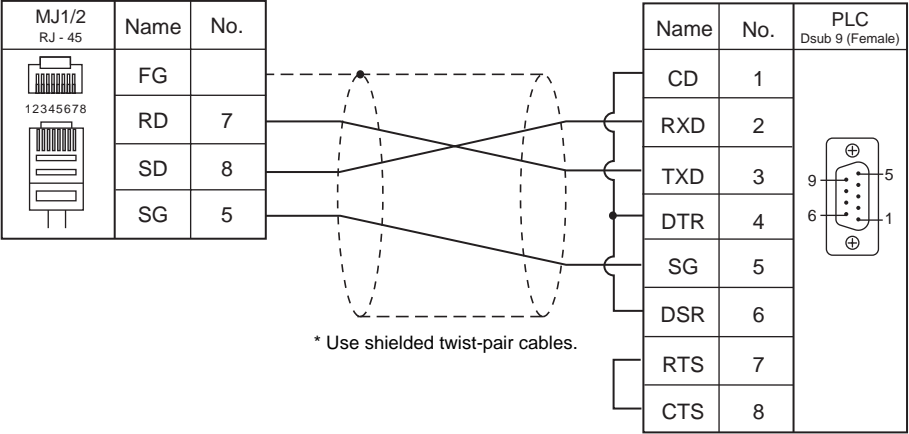 MJ1/2
RJ - 45
Name No.
12345678
FG
RD 7
SD 8
SG 5
* Use shielded twist-pair cables.
Name No.
PLC
Dsub 9 (Female)
CD 1
RXD 2
TXD 3
DTR 4
SG 5
DSR 6
RTS 7
CTS 8
9 5
6 1